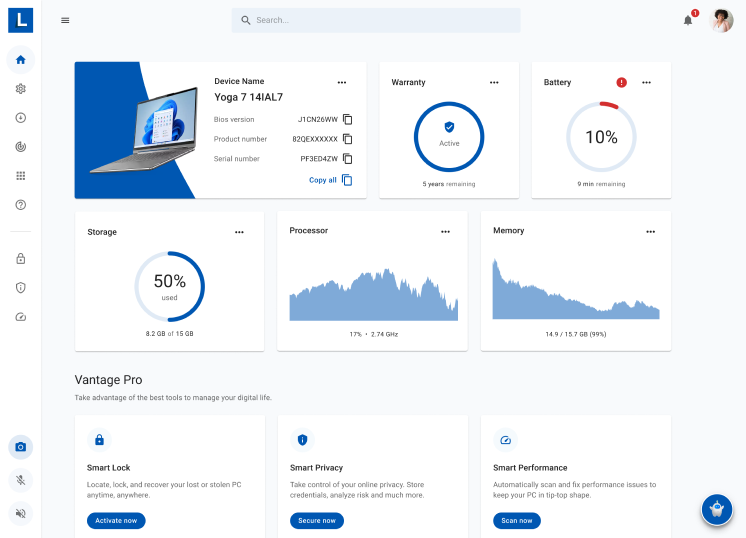 L
Search...
1
Device Name
Yoga 7 14IAL7
Bios version J1CN26WW
Product number 82QEXXXXXX
Serial number PF3ED4ZW
Copy all
Warranty
Active
5 years remaining
Battery
10%
9 min remaining
Storage
50%
used
8.2 GB of 15 GB
Processor
17% • 2.74 GHz
Memory
14.9 / 15.7 GB (99%)
Vantage Pro
Take advantage of the best tools to manage your digital life.
Smart Lock
Locate, lock, and recover your lost or stolen PC
anytime, anywhere.
Activate now
Smart Privacy
Take control of your online privacy. Store
credentials, analyze risk and much more.
Secure now
Smart Performance
Automatically scan and fix performance issues to
keep your PC in tip-top shape.
Scan now